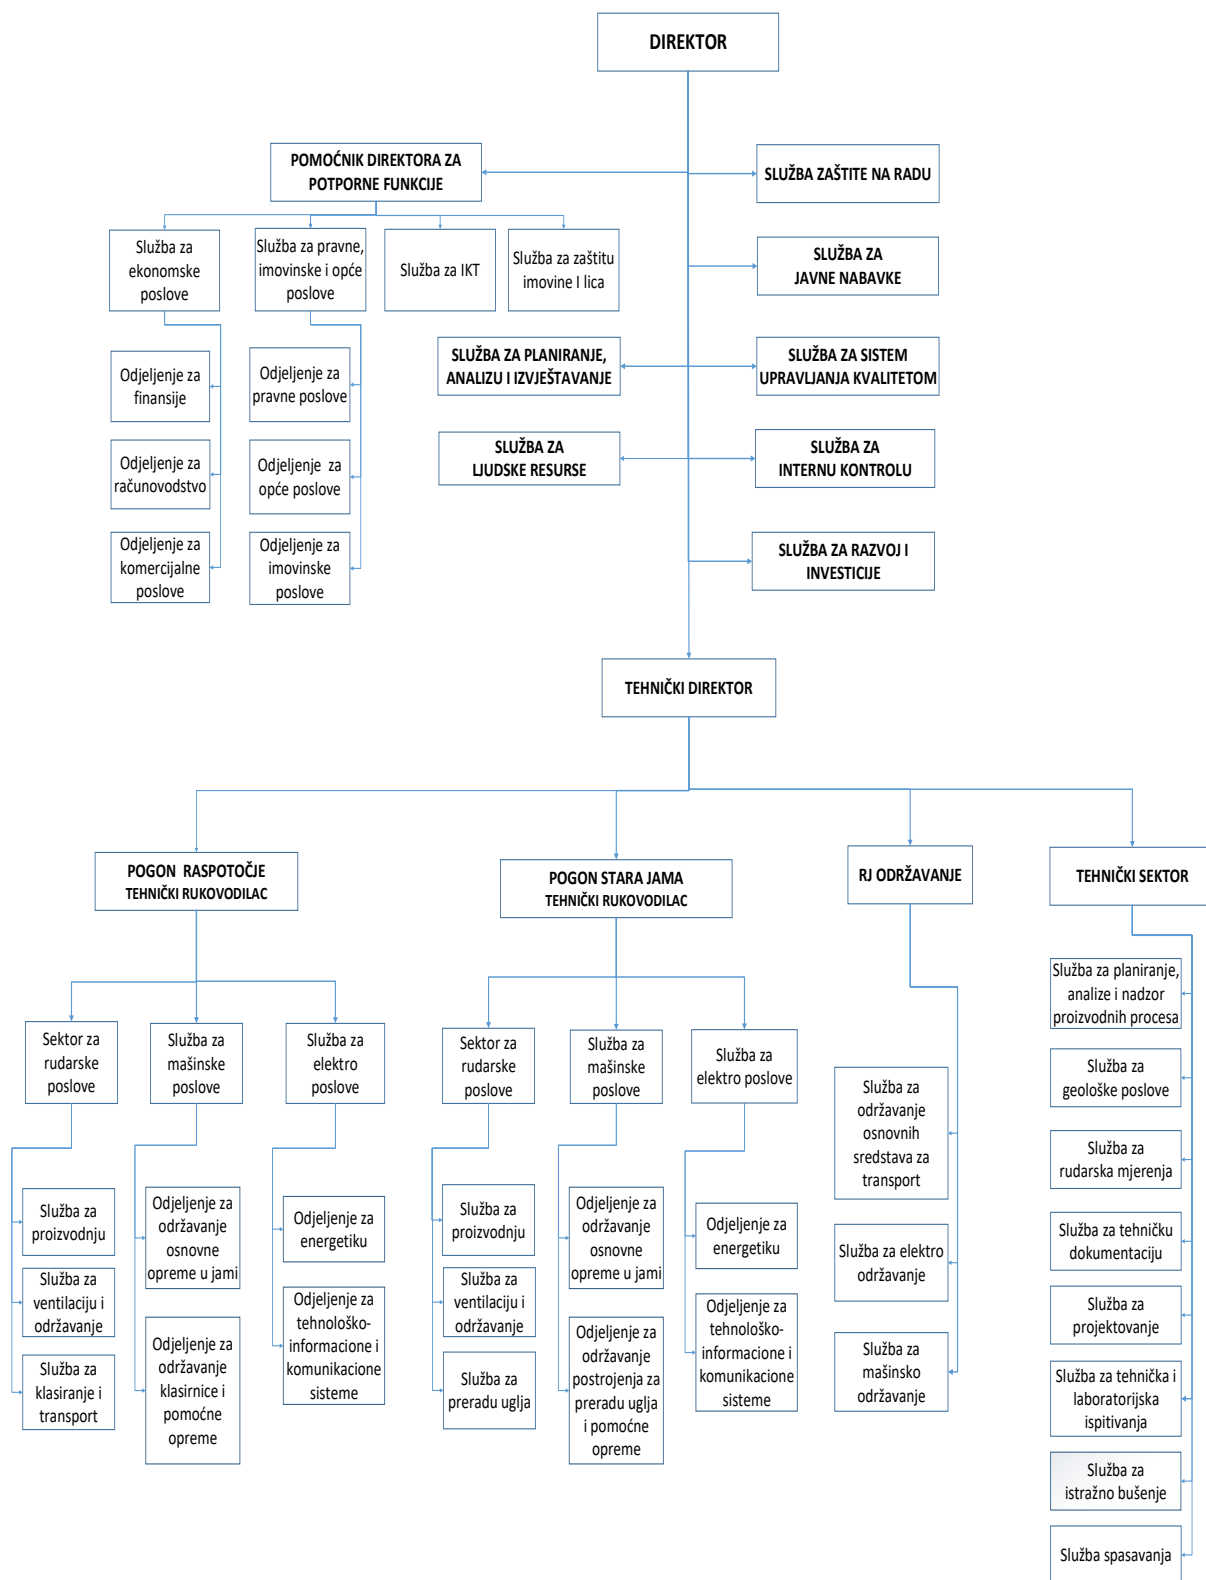 DIREKTOR
POMOĆNIK DIREKTORA ZA
POTPORNE FUNKCIJE
SLUŽBA ZAŠTITE NA RADU
Služba za
ekonomske
poslove
Služba za pravne,
imovinske i opće
poslove
Služba za IKT
Služba za zaštitu
imovine I lica
SLUŽBA ZA
JAVNE NABAVKE
Odjeljenje za
finansije
Odjeljenje za
pravne poslove
SLUŽBA ZA PLANIRANJE,
ANALIZU I IZVJEŠTAVANJE
SLUŽBA ZA SISTEM
UPRAVLJANJA KVALITETOM
Odjeljenje za
računovodstvo
Odjeljenje  za
opće poslove
SLUŽBA ZA
LJUDSKE RESURSE
SLUŽBA ZA
INTERNU KONTROLU
Odjeljenje za
komercijalne
poslove
Odjeljenje za
imovinske
poslove
SLUŽBA ZA RAZVOJ I
INVESTICIJE
TEHNIČKI DIREKTOR
POGON  RASPOTOČJE
TEHNIČKI RUKOVODILAC
POGON STARA JAMA
TEHNIČKI RUKOVODILAC
RJ ODRŽAVANJE
TEHNIČKI SEKTOR
Sektor za
rudarske
poslove
Služba za
mašinske
poslove
Služba za
elektro
poslove
Sektor za
rudarske
poslove
Služba za
mašinske
poslove
Služba za
elektro poslove
Služba za
proizvodnju
Služba za
ventilaciju i
održavanje
Služba za
klasiranje i
transport
Odjeljenje za
održavanje
osnovne
opreme u jami
Odjeljenje za
održavanje
klasirnice i
pomoćne
opreme
Odjeljenje za
energetiku
Odjeljenje za
tehnološko-
informacione i
komunikacione
sisteme
Služba za
proizvodnju
Služba za
ventilaciju i
održavanje
Služba za
preradu uglja
Odjeljenje za
održavanje
osnovne
opreme u jami
Odjeljenje za
održavanje
postrojenja za
preradu uglja
i pomoćne
opreme
Odjeljenje za
energetiku
Odjeljenje za
tehnološko-
informacione i
komunikacione
sisteme
Služba za
održavanje
osnovnih
sredstava za
transport
Služba za elektro
održavanje
Služba za
mašinsko
održavanje
Služba za planiranje,
analize i nadzor
proizvodnih procesa
Služba za
geološke poslove
Služba za
rudarska mjerenja
Služba za tehničku
dokumentaciju
Služba za
projektovanje
Služba za tehnička i
laboratorijska
ispitivanja
Služba za
istražno bušenje
Služba spasavanja